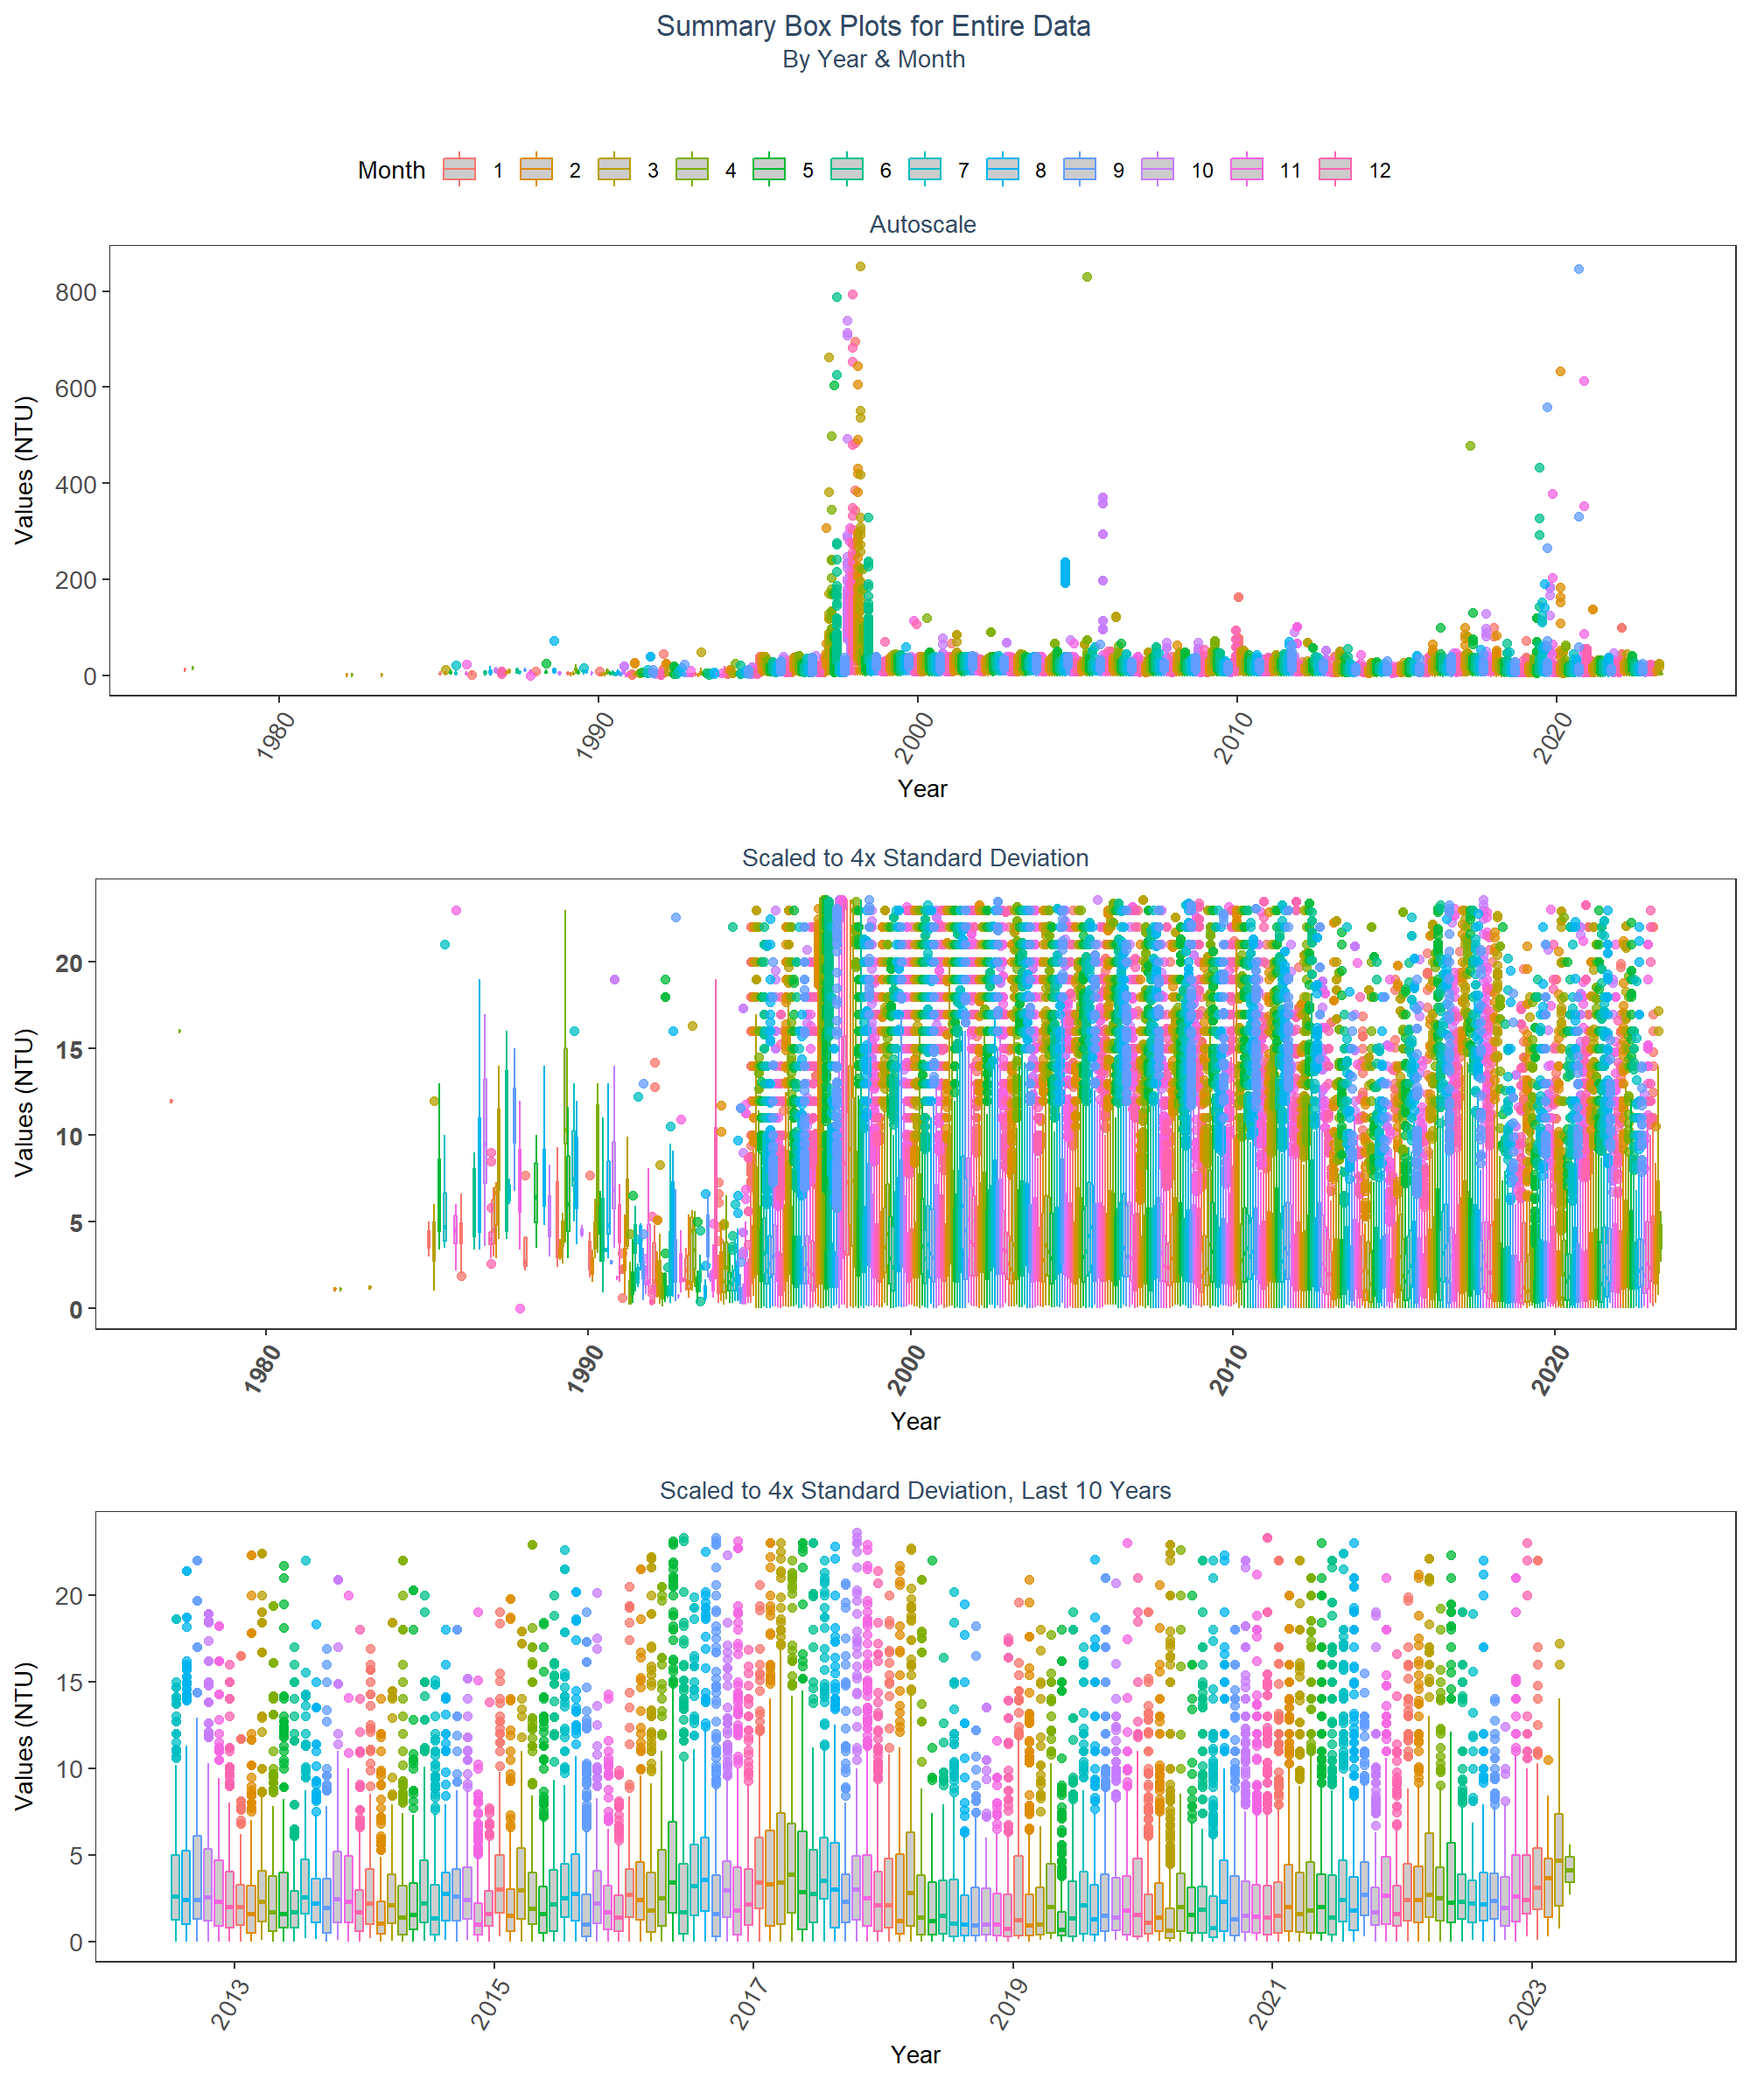 Summary Box Plots for Entire Data
By Year & Month
Month 1 2 3 4 5 6 7 8 9 10 11 12
Autoscale
Values (NTU)
800
600
400
200
0
1980 1990 2000 2010 2020
Year
Scaled to 4x Standard Deviation
Values (NTU)
20
15
10
5
0
1980 1990 2000 2010 2020
Year
Scaled to 4x Standard Deviation, Last 10 Years
Values (NTU)
20
15
10
5
0
2013 2015 2017 2019 2021 2023
Year